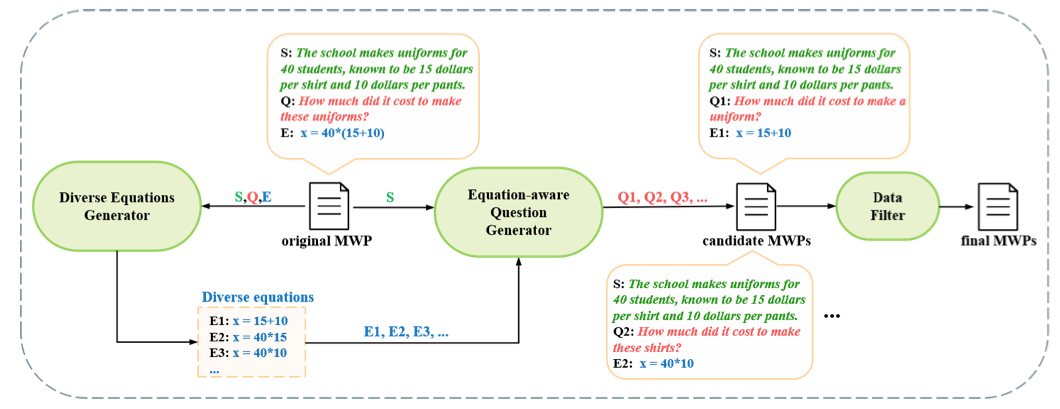 S: The school makes uniforms for
40 students, known to be 15 dollars
per shirt and 10 dollars per pants.
Q: How much did it cost to make
these uniforms?
E: x = 40*(15+10)
S: The school makes uniforms for
40 students, known to be 15 dollars
per shirt and 10 dollars per pants.
Q1: How much did it cost to make a
uniform?
E1: x = 15+10
Diverse Equations
Generator
S,Q,E
original MWP
S
Equation-aware
Question
Generator
Q1, Q2, Q3, ...
candidate MWPs
Data
Filter
final MWPs
Diverse equations
E1: x = 15+10
E2: x = 40*15
E3: x = 40*10
...
E1, E2, E3, ...
S: The school makes uniforms for
40 students, known to be 15 dollars
per shirt and 10 dollars per pants.
Q2: How much did it cost to make
these shirts?
E2: x = 40*10
...